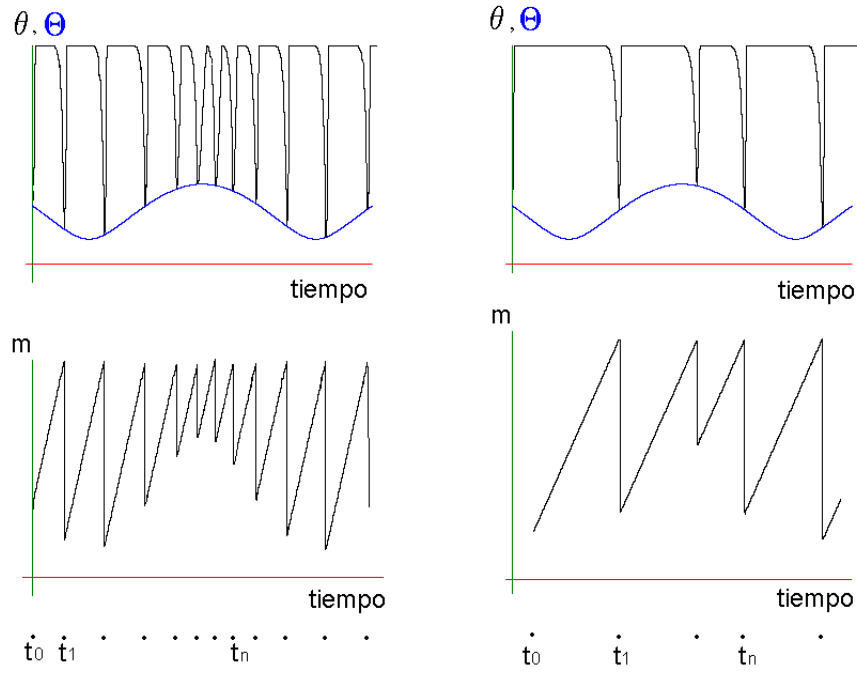 θ, Θ
tiempo
m
tiempo
t0 t1 tn
θ, Θ
tiempo
m
tiempo
t0 t1 tn